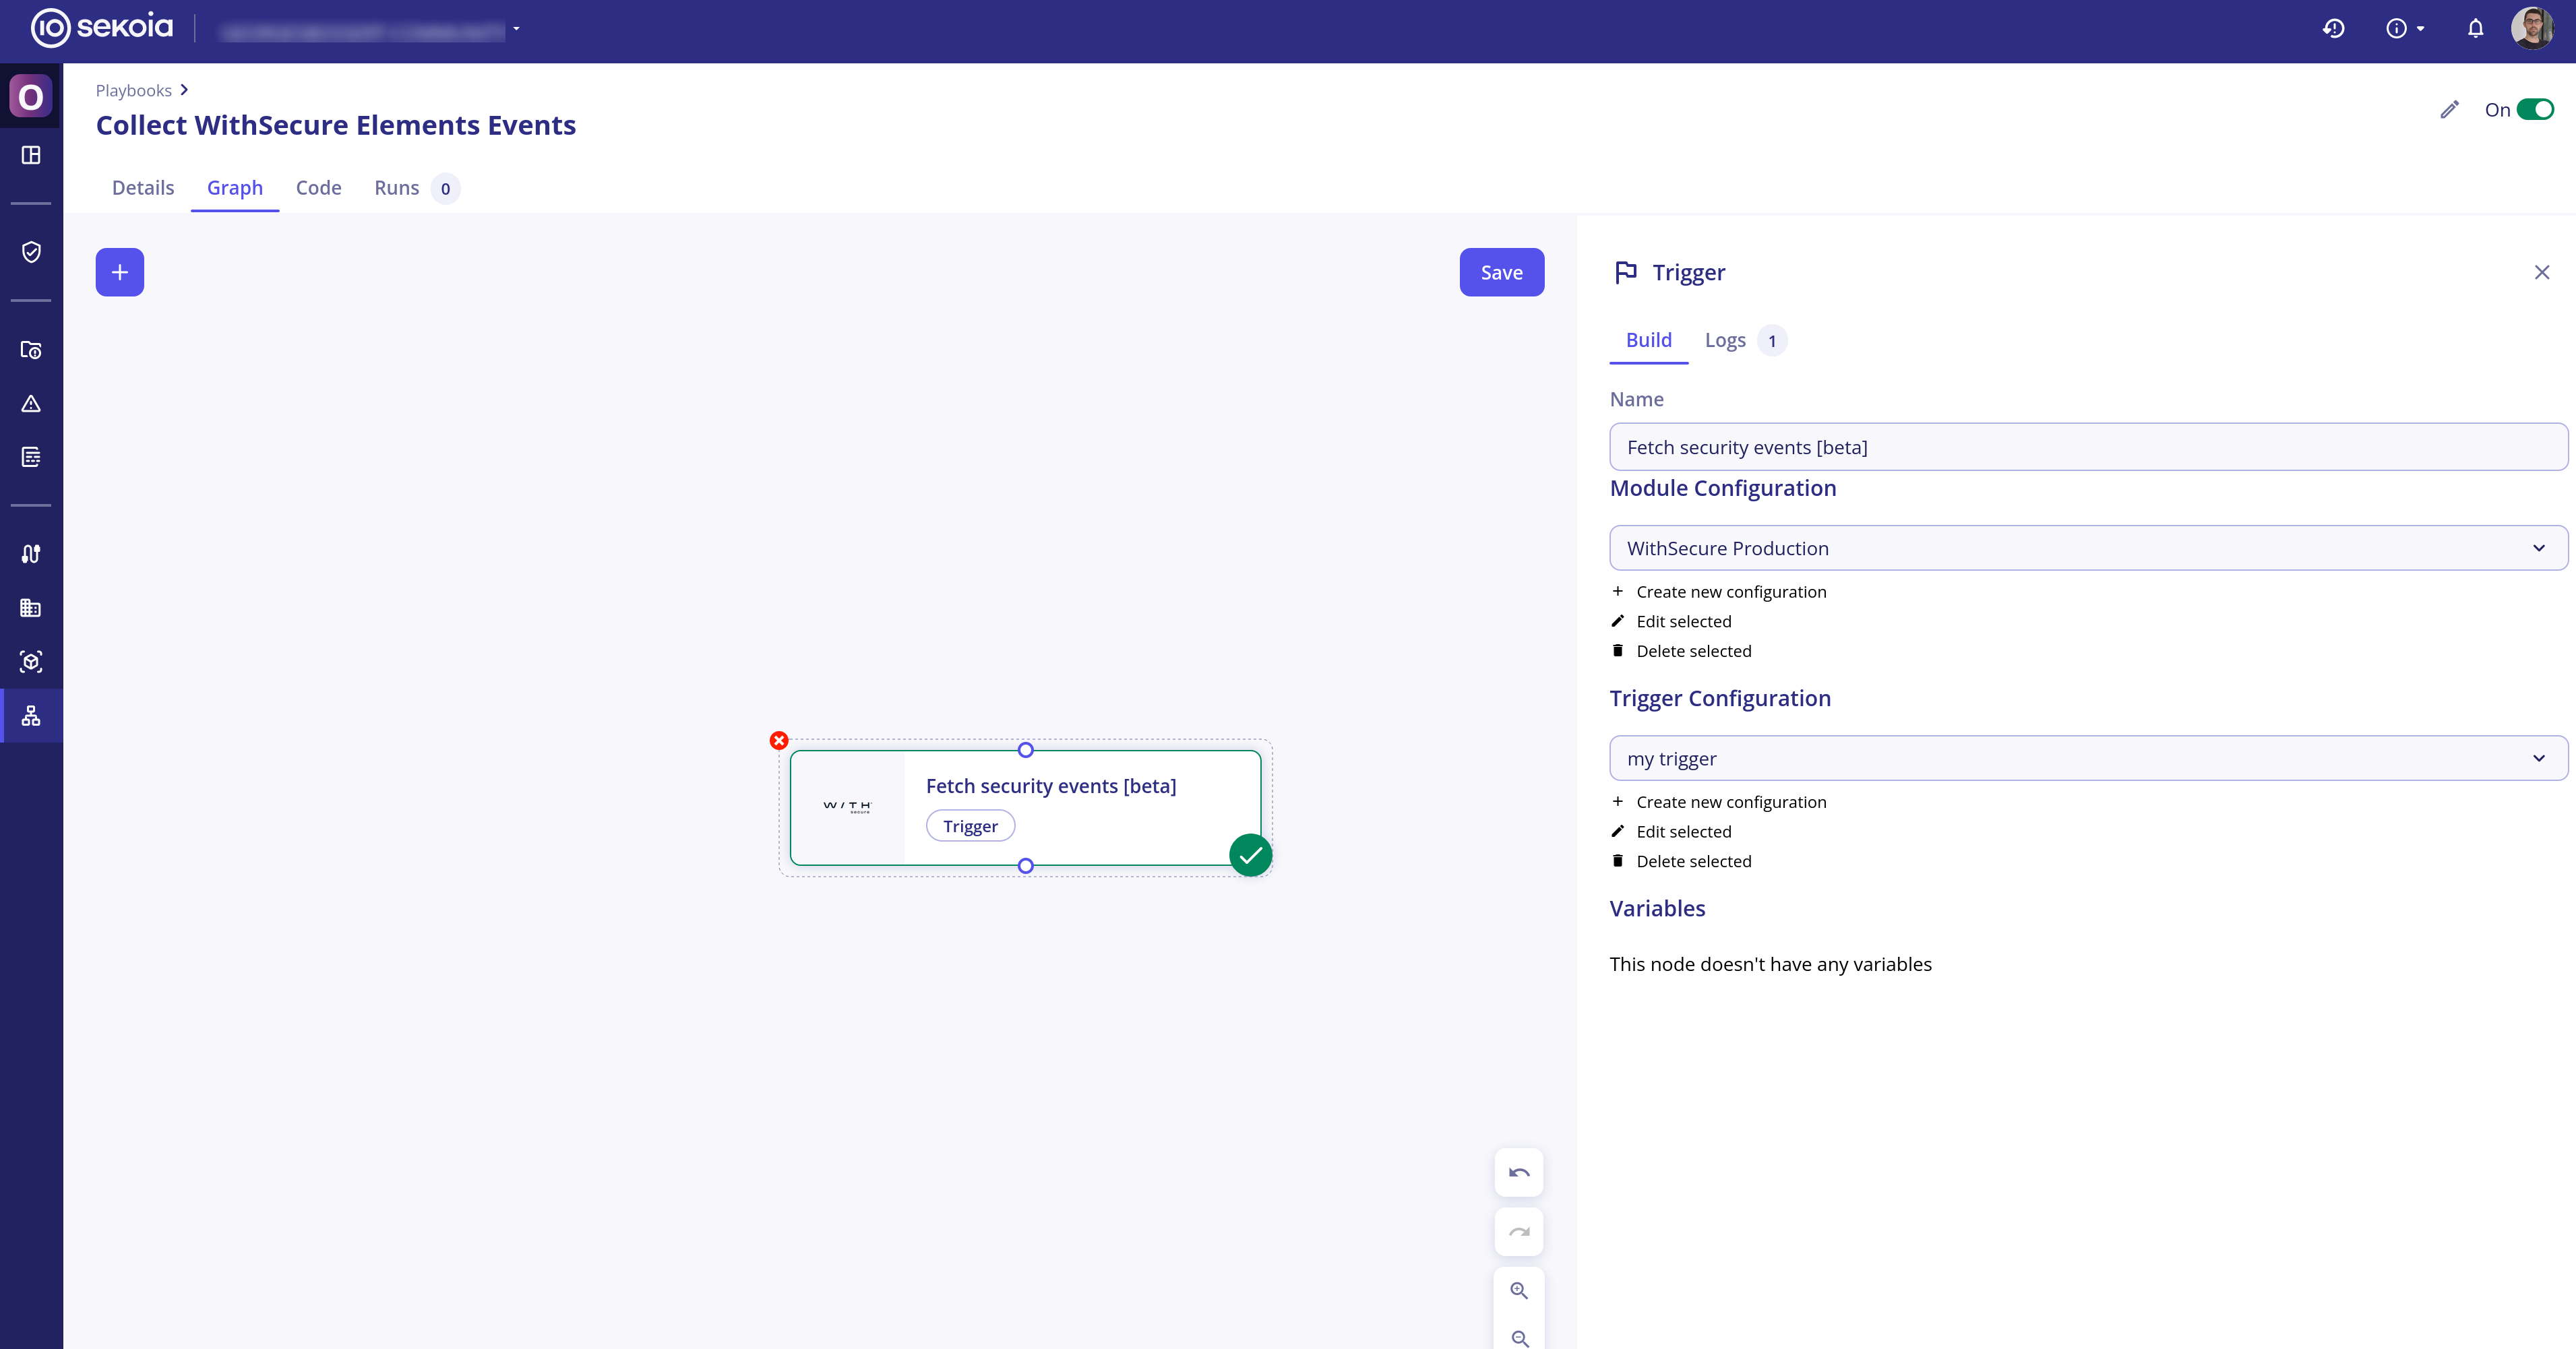 sekoia
Playbooks
Collect WithSecure Elements Events
On
Details Graph Code Runs 0
Save
Trigger
Build Logs 1
Name
Fetch security events [beta]
Module Configuration
WithSecure Production
Create new configuration
Edit selected
Delete selected
Trigger Configuration
my trigger
Create new configuration
Edit selected
Delete selected
Variables
This node doesn't have any variables
W/TH
secure
Fetch security events [beta]
Trigger